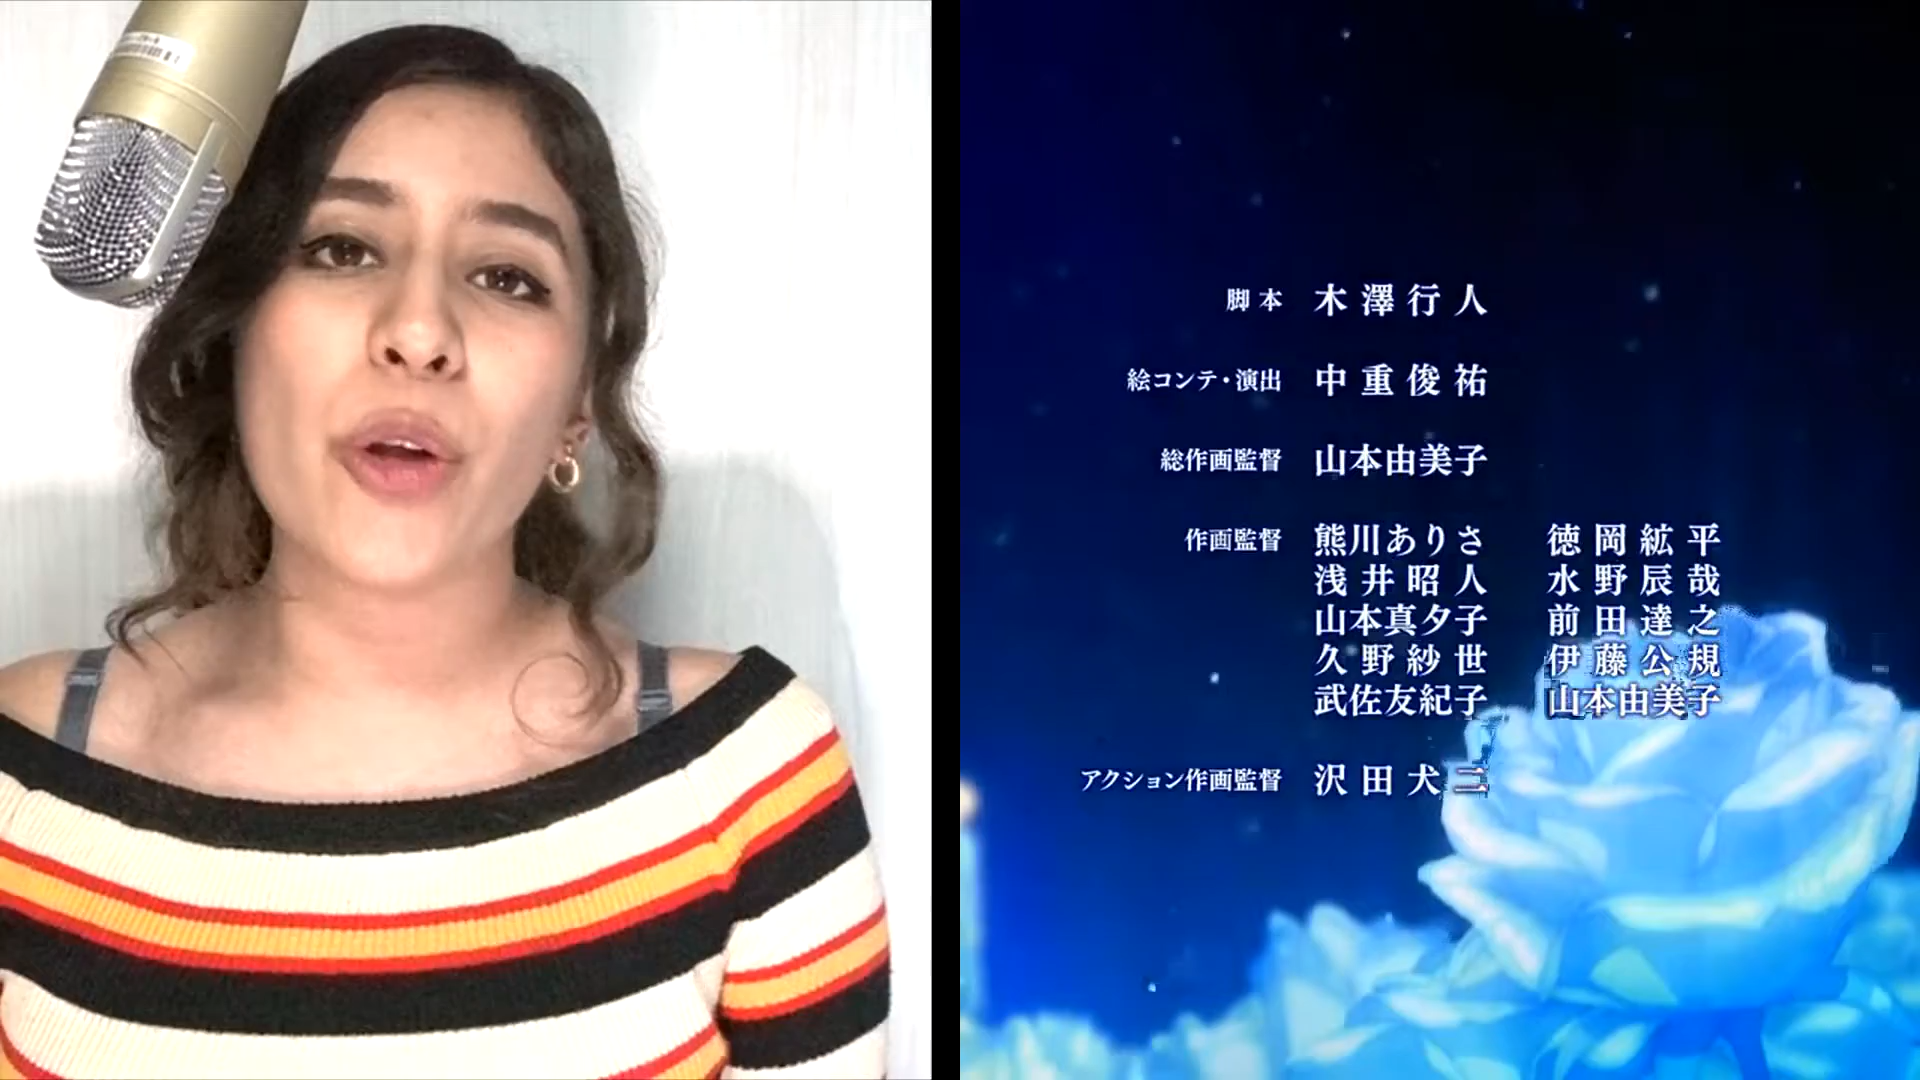 脚本 木澤行人
絵コンテ・演出 中重俊祐
総作画監督 山本由美子
作画監督 熊川ありさ 徳岡紘平
浅井昭人 水野辰哉
山本真夕子 前田達之
久野紗世 伊藤公規
武佐友紀子 山本由美子
アクション作画監督 沢田犬二